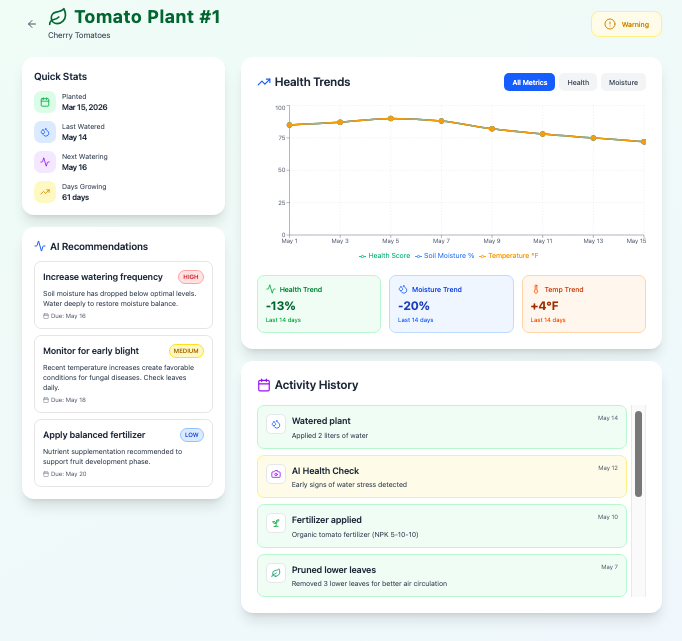 Tomato Plant #1
Cherry Tomatoes
Warning
Quick Stats
Planted
Mar 15, 2026
Last Watered
May 14
Next Watering
May 16
Days Growing
61 days
AI Recommendations
Increase watering frequency
HIGH
Soil moisture has dropped below optimal levels.
Water deeply to restore moisture balance.
Due: May 16
Monitor for early blight
MEDIUM
Recent temperature increases create favorable
conditions for fungal diseases. Check leaves
daily.
Due: May 18
Apply balanced fertilizer
LOW
Nutrient supplementation recommended to
support fruit development phase.
Due: May 20
Health Trends
All Metrics
Health
Moisture
100
75
50
25
0
May 1 May 3 May 5 May 7 May 9 May 11 May 13 May 15
Health Score Soil Moisture % Temperature °F
Health Trend
-13%
Last 14 days
Moisture Trend
-20%
Last 14 days
Temp Trend
+4°F
Last 14 days
Activity History
Watered plant
May 14
Applied 2 liters of water
AI Health Check
May 12
Early signs of water stress detected
Fertilizer applied
May 10
Organic tomato fertilizer (NPK 5-10-10)
Pruned lower leaves
May 7
Removed 3 lower leaves for better air circulation